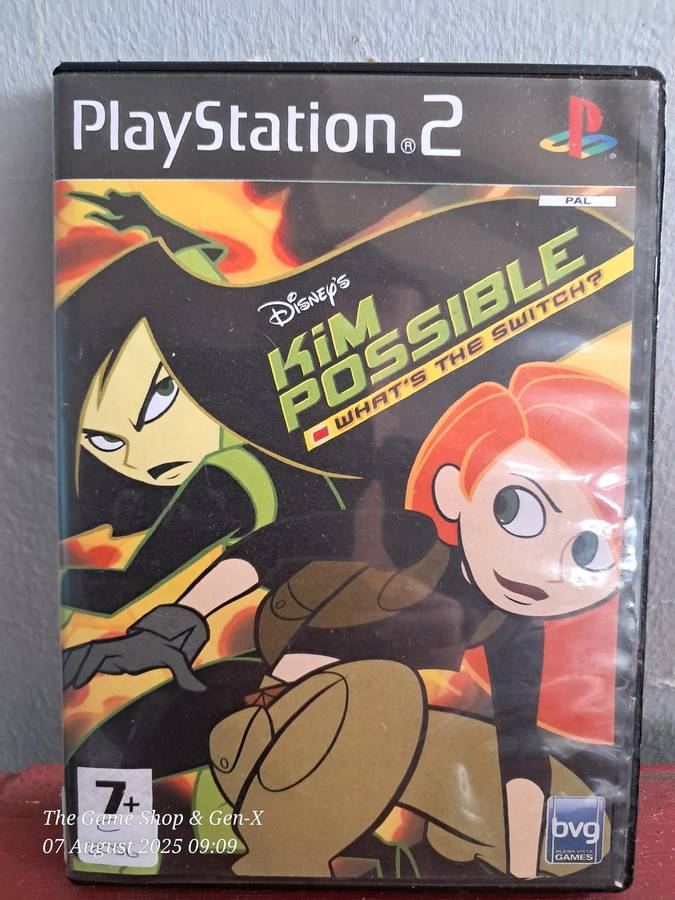 PlayStation®2
PAL
DISNEY'S
KiM
POSSIBLE
WHAT'S THE SWITCH?
7+
The Game Shop & Gen-X
07 August 2025 09:09
bvg
BUENA VISTA
GAMES